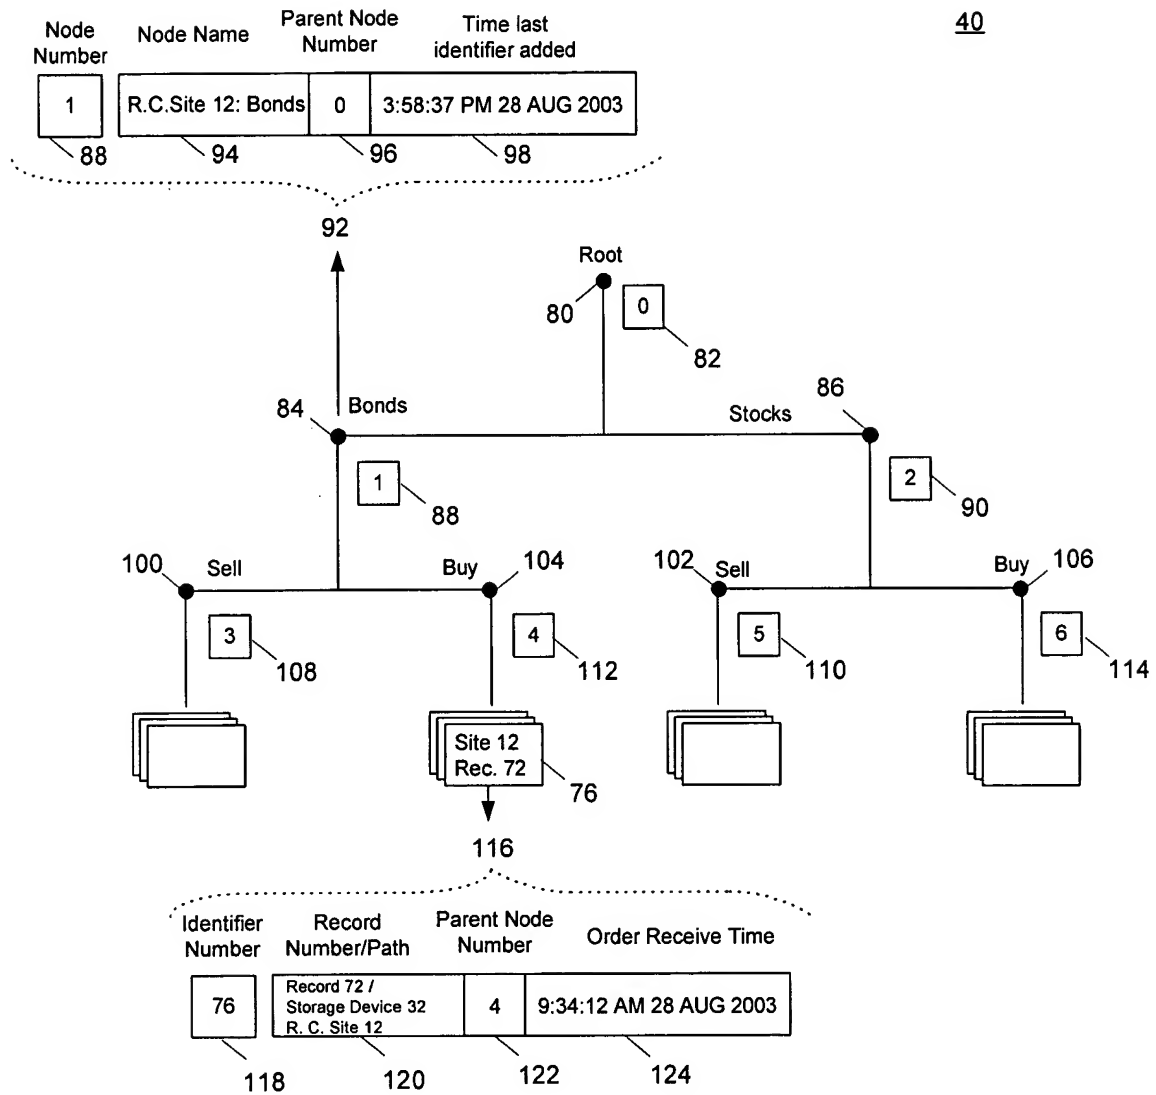 40
Node
Number
Node Name
Parent Node
Number
Time last
identifier added
1
R.C.Site 12: Bonds
0
3:58:37 PM 28 AUG 2003
88
94
96
98
92
Root
80
0
82
84
Bonds
Stocks
86
1
88
2
90
100
Sell
Buy
104
102
Sell
Buy
106
3
108
4
112
5
110
6
114
Site 12
Rec. 72
76
116
Identifier
Number
Record
Number/Path
Parent Node
Number
Order Receive Time
76
Record 72 /
Storage Device 32
R. C. Site 12
4
9:34:12 AM 28 AUG 2003
118
120
122
124